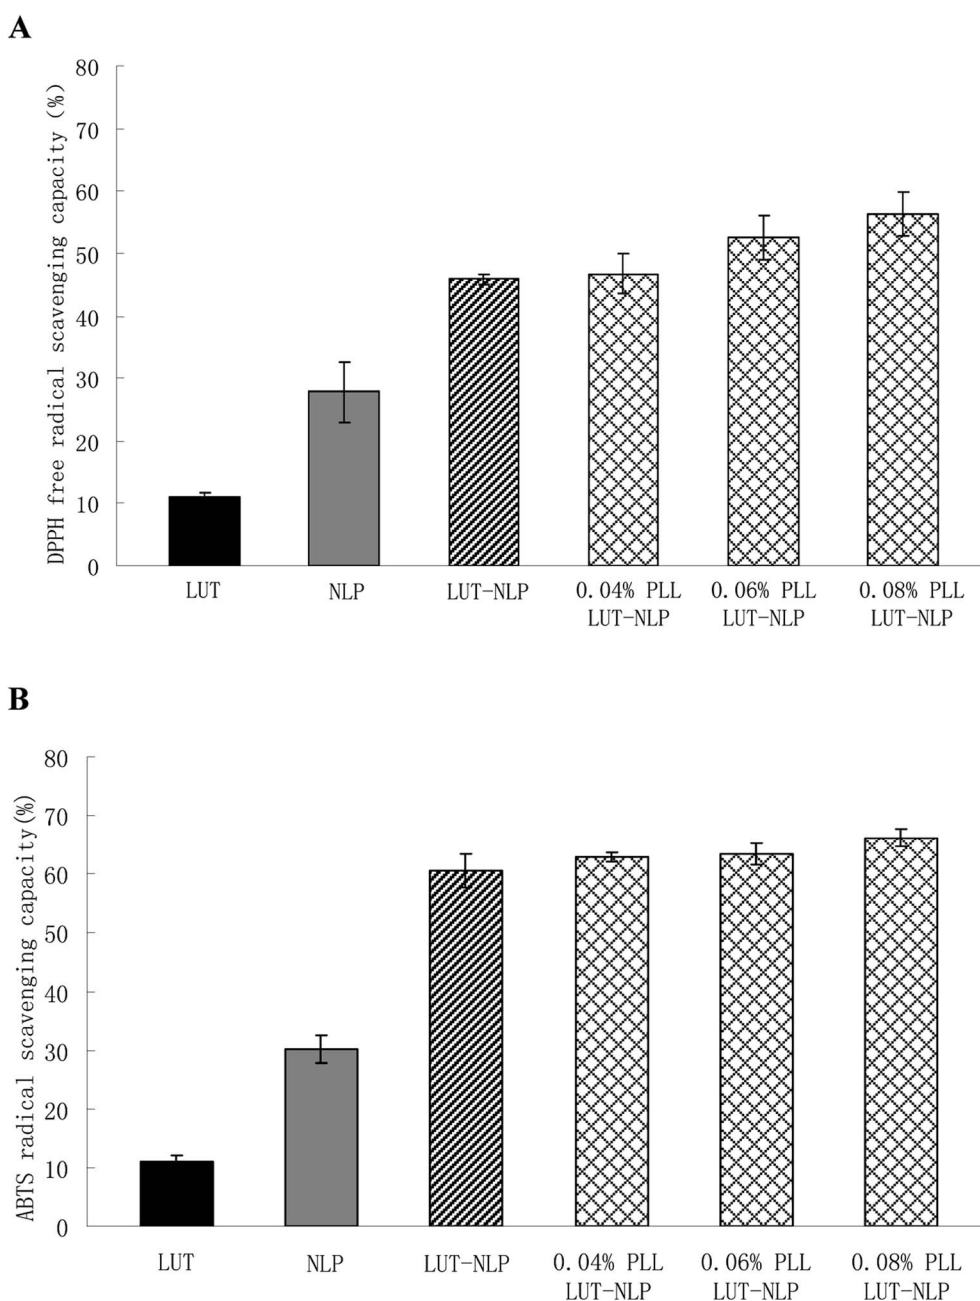 A
DPPH free radical scavenging capacity (%)
80
70
60
50
40
30
20
10
0
LUT
NLP
LUT-NLP
0.04% PLL
LUT-NLP
0.06% PLL
LUT-NLP
0.08% PLL
LUT-NLP
B
ABTS radical scavenging capacity(%)
80
70
60
50
40
30
20
10
0
LUT
NLP
LUT-NLP
0.04% PLL
LUT-NLP
0.06% PLL
LUT-NLP
0.08% PLL
LUT-NLP